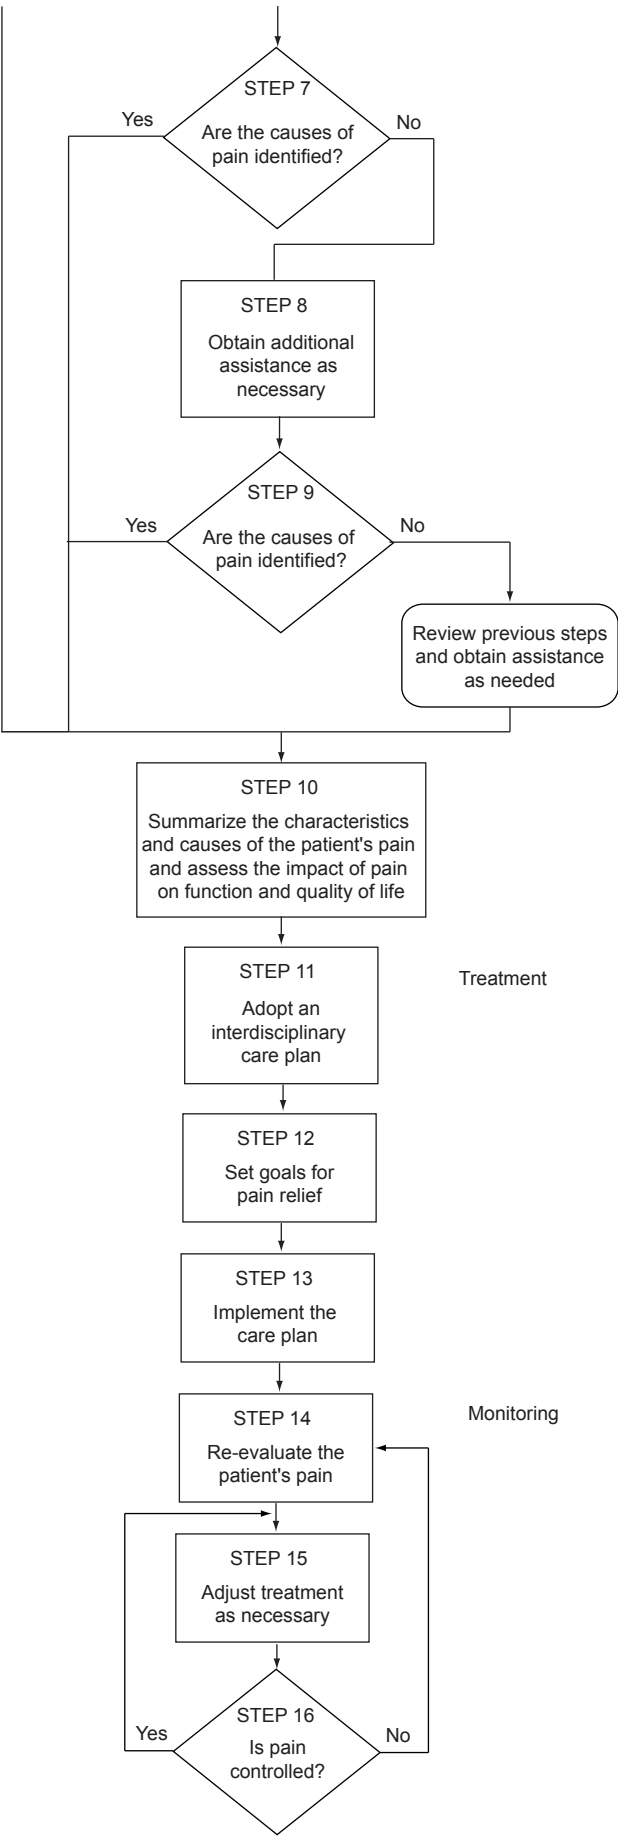 STEP 7
Yes
No
Are the causes of
pain identified?
STEP 8
Obtain additional
assistance as
necessary
STEP 9
Yes
No
Are the causes of
pain identified?
Review previous steps
and obtain assistance
as needed
STEP 10
Summarize the characteristics
and causes of the patient's pain
and assess the impact of pain
on function and quality of life
STEP 11
Treatment
Adopt an
interdisciplinary
care plan
STEP 12
Set goals for
pain relief
STEP 13
Implement the
care plan
STEP 14
Monitoring
Re-evaluate the
patient's pain
STEP 15
Adjust treatment
as necessary
STEP 16
Yes
No
Is pain
controlled?